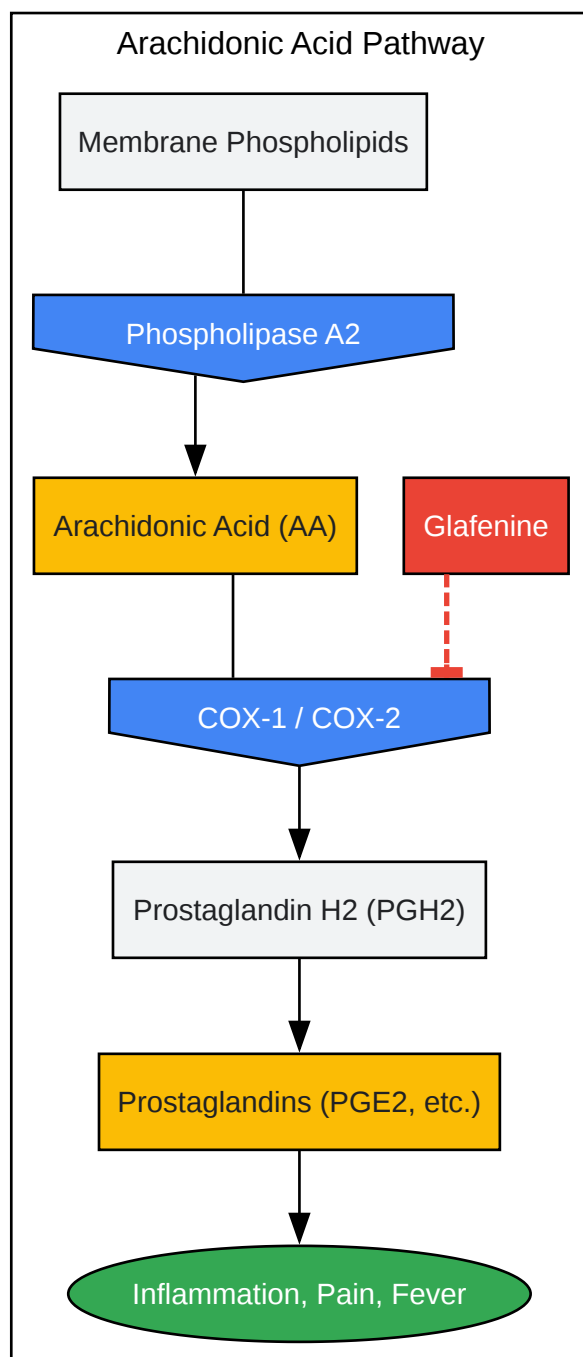 Arachidonic Acid Pathway
Membrane Phospholipids
Phospholipase A2
Arachidonic Acid (AA)
Glafenine
COX-1 / COX-2
Prostaglandin H2 (PGH2)
Prostaglandins (PGE2, etc.)
Inflammation, Pain, Fever